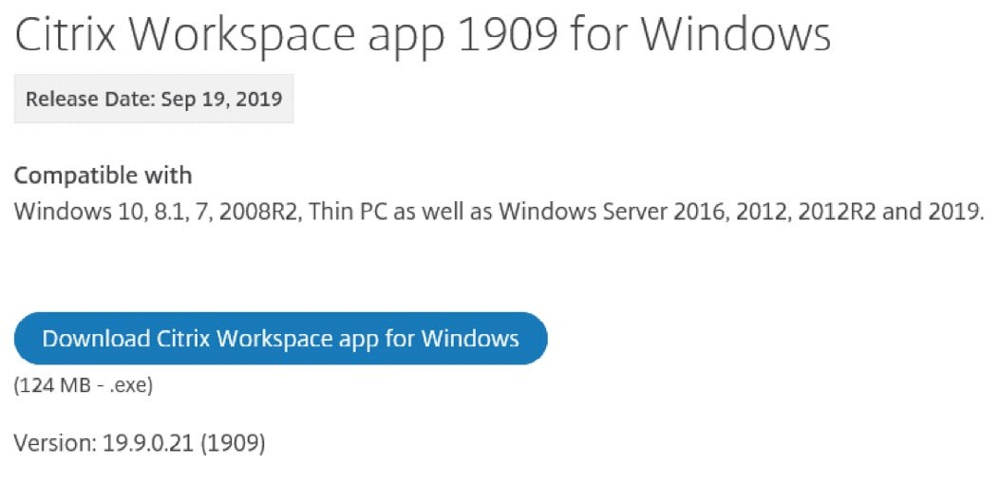 Citrix Workspace app 1909 for Windows
Release Date: Sep 19, 2019
Compatible with
Windows 10, 8.1, 7, 2008R2, Thin PC as well as Windows Server 2016, 2012, 2012R2 and 2019.
Download Citrix Workspace app for Windows
(124 MB - .exe)
Version: 19.9.0.21 (1909)